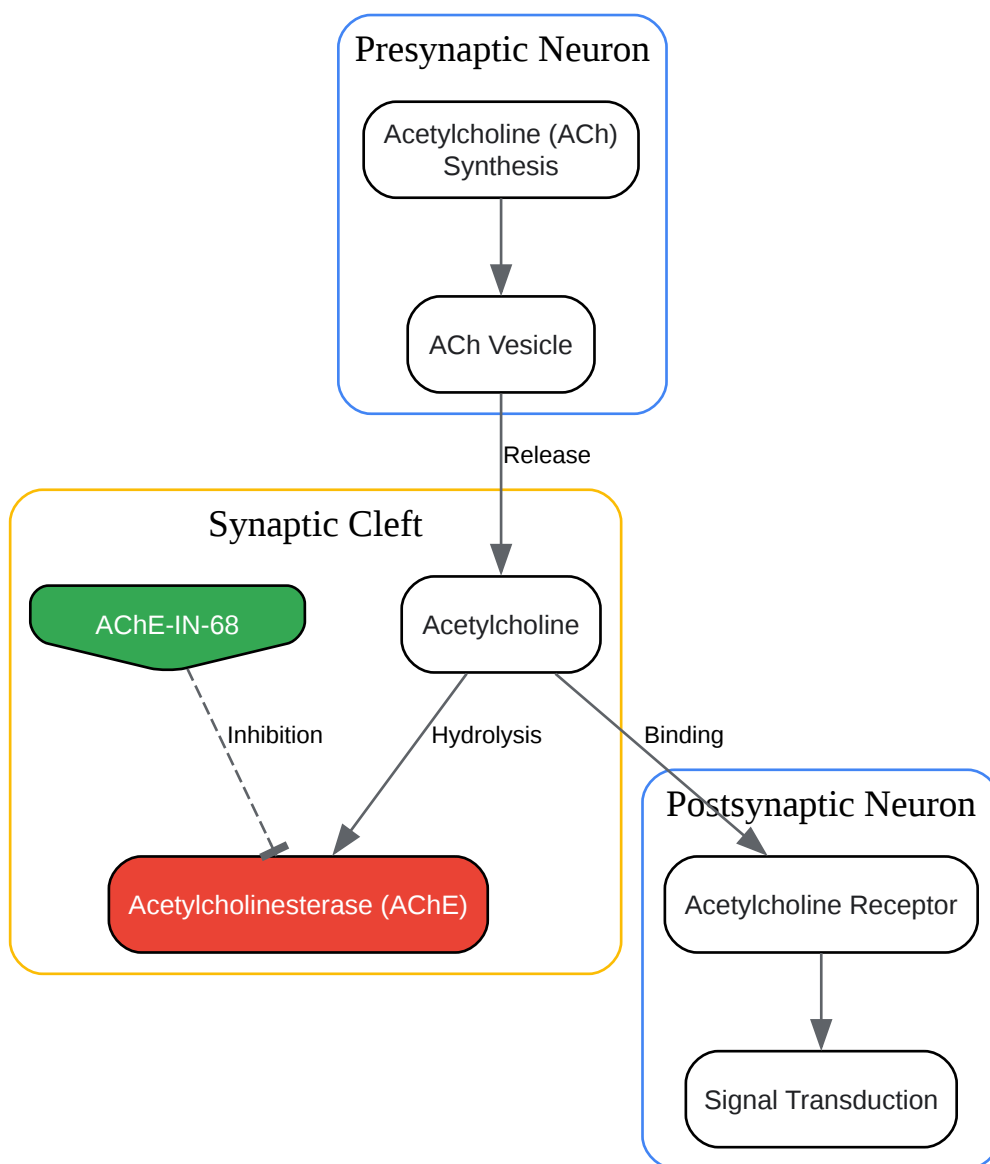 Presynaptic Neuron
Acetylcholine (ACh)
Synthesis
ACh Vesicle
Release
Synaptic Cleft
AChE-IN-68
Acetylcholine
Inhibition
Hydrolysis
Binding
Postsynaptic Neuron
Acetylcholinesterase (AChE)
Acetylcholine Receptor
Signal Transduction